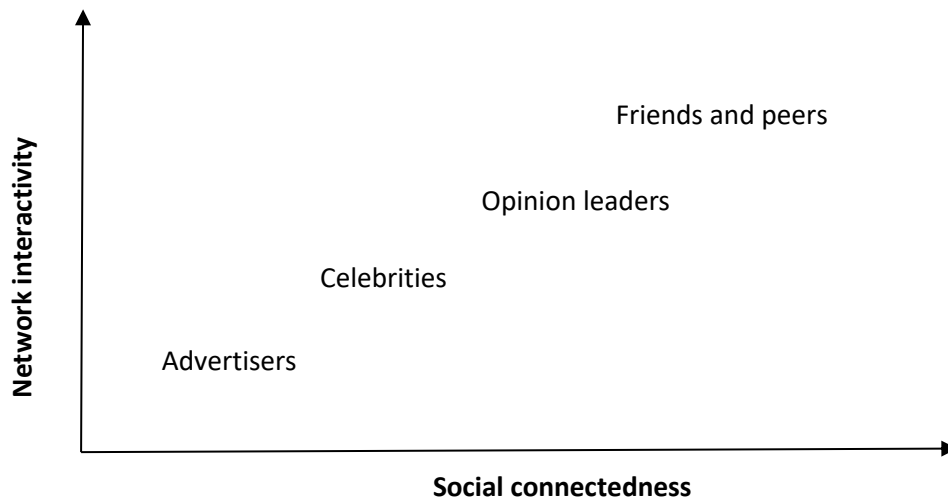 Friends and peers
Opinion leaders
Celebrities
Advertisers
Network interactivity
Social connectedness